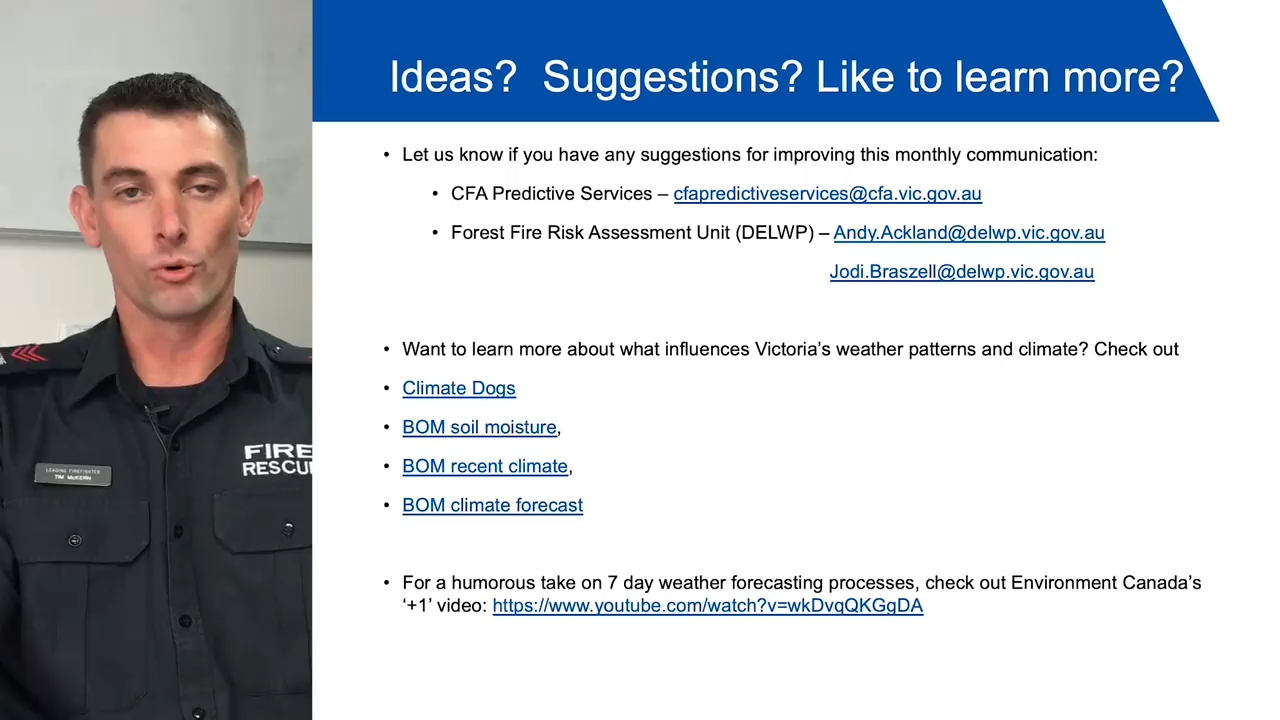 Ideas? Suggestions? Like to learn more?
• Let us know if you have any suggestions for improving this monthly communication:
• CFA Predictive Services – cfapredictiveservices@cfa.vic.gov.au
• Forest Fire Risk Assessment Unit (DELWP) – Andy.Ackland@delwp.vic.gov.au
Jodi.Braszell@delwp.vic.gov.au
• Want to learn more about what influences Victoria's weather patterns and climate? Check out
• Climate Dogs
• BOM soil moisture,
• BOM recent climate,
• BOM climate forecast
• For a humorous take on 7 day weather forecasting processes, check out Environment Canada's
'+1' video: https://www.youtube.com/watch?v=wkDvqQKGgDA
FIRE
RESCU
LEADING FIREFIGHTER
TIM McKERN